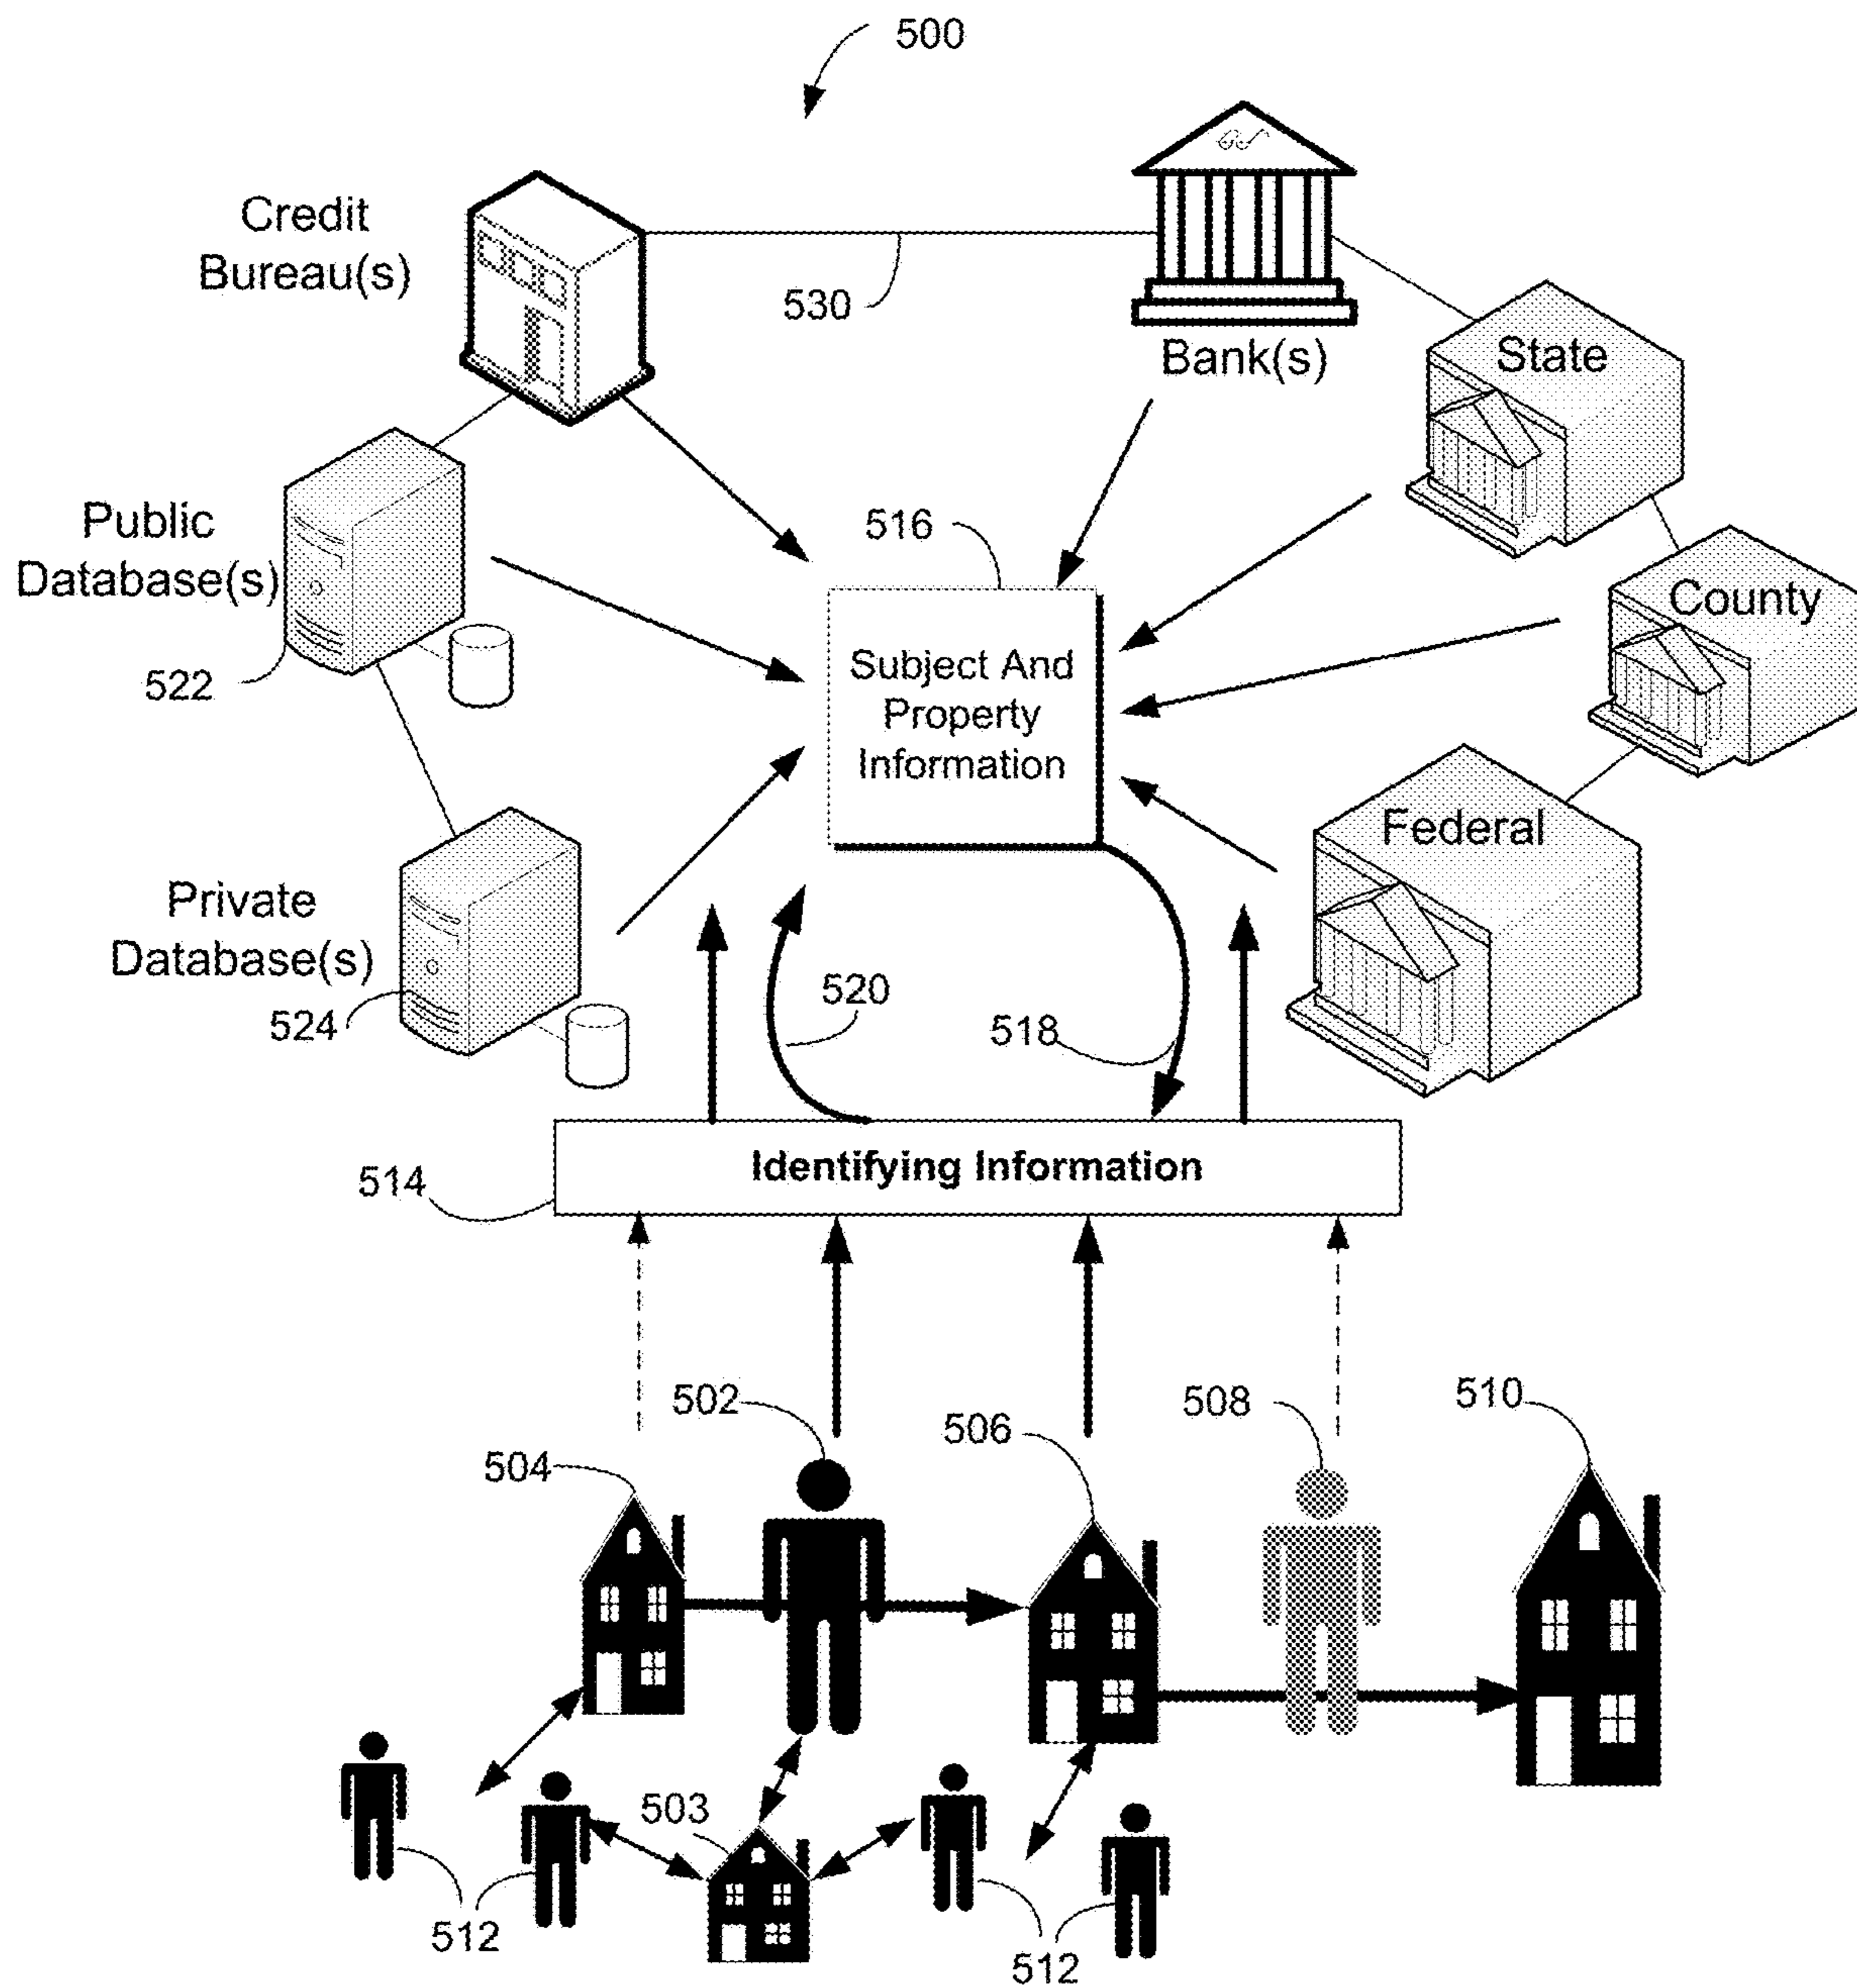 500
Credit
Bureau(s)
530
Bank(s)
State
Public
Database(s)
516
County
522
Subject And
Property
Information
Federal
Private
Database(s)
520
524
518
Identifying Information
514
502
508
510
506
504
503
512
512